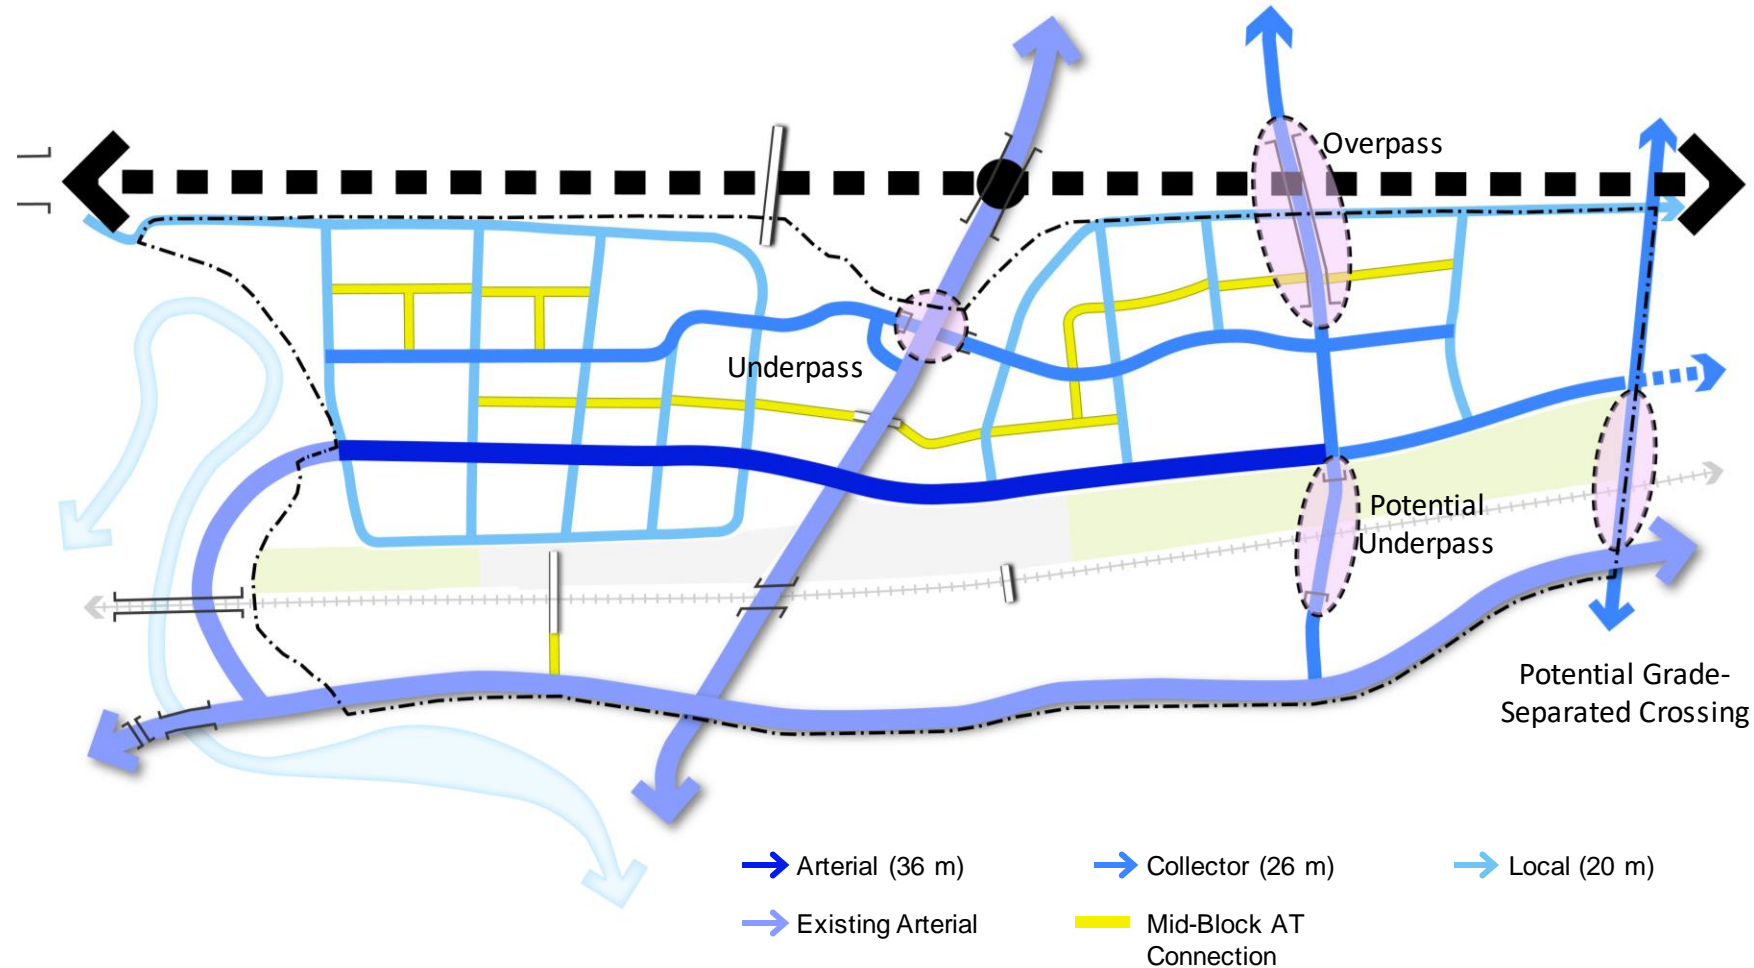 Overpass
Underpass
Potential
Underpass
Potential Grade-
Separated Crossing
Arterial (36 m)
Collector (26 m)
Local (20 m)
Existing Arterial
Mid-Block AT
Connection